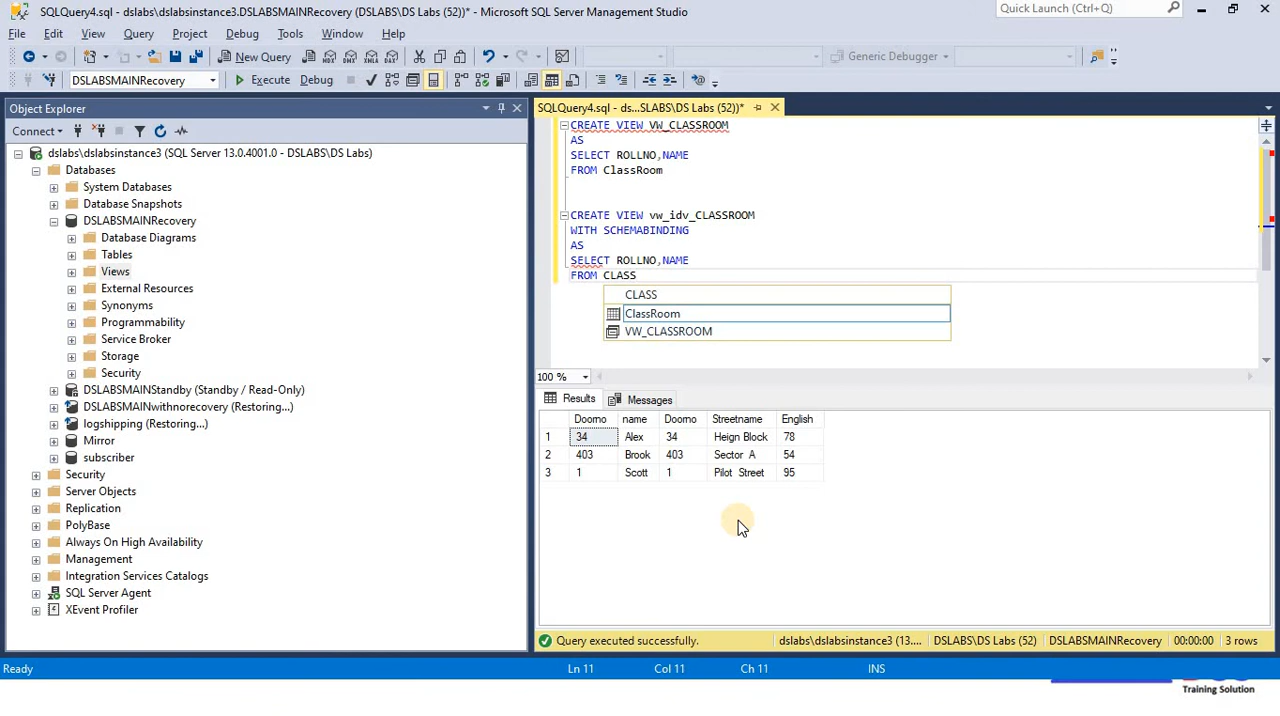 SQLQuery4.sql - dslabs/dslabsinstance3.DSLABSMAINRecovery (DSLABS\DS Labs (52))* - Microsoft SQL Server Management Studio
Quick Launch (Ctrl+Q)
File Edit View Query Project Debug Tools Window Help
New Query
Generic Debugger
DSLABSMAINRecovery
Execute Debug
Object Explorer
Connect
dslabs\dslabsinstance3 (SQL Server 13.0.4001.0 - DSLABS\DS Labs)
Databases
System Databases
Database Snapshots
DSLABSMAINRecovery
Database Diagrams
Tables
Views
External Resources
Synonyms
Programmability
Service Broker
Storage
Security
DSLABSMAINStandby (Standby / Read-Only)
DSLABSMAINwithnorecovery (Restoring...)
logshipping (Restoring...)
Mirror
subscriber
Security
Server Objects
Replication
PolyBase
Always On High Availability
Management
Integration Services Catalogs
SQL Server Agent
XEvent Profiler
SQLQuery4.sql - ds...SLABS\DS Labs (52))*
CREATE VIEW VW_CLASSROOM
AS
SELECT ROLLNO,NAME
FROM ClassRoom
CREATE VIEW vw_idv_CLASSROOM
WITH SCHEMABINDING
AS
SELECT ROLLNO,NAME
FROM CLASS
CLASS
ClassRoom
VW_CLASSROOM
100 %
Results Messages
Doorno name Doorno Streetname English
1 34 Alex 34 Heign Block 78
2 403 Brook 403 Sector A 54
3 1 Scott 1 Pilot Street 95
Query executed successfully. dslabs\dslabsinstance3 (13.... DSLABS\DS Labs (52) DSLABSMAINRecovery 00:00:00 3 rows
Ready Ln 11 Col 11 Ch 11 INS
Training Solution